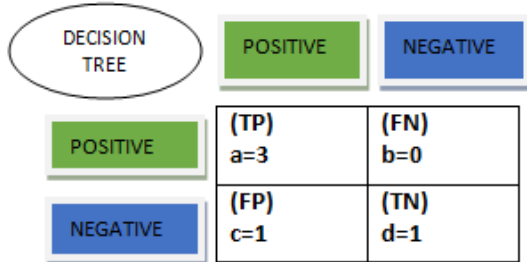 DECISION
TREE
POSITIVE
NEGATIVE
POSITIVE
(TP)
a=3
(FN)
b=0
NEGATIVE
(FP)
c=1
(TN)
d=1